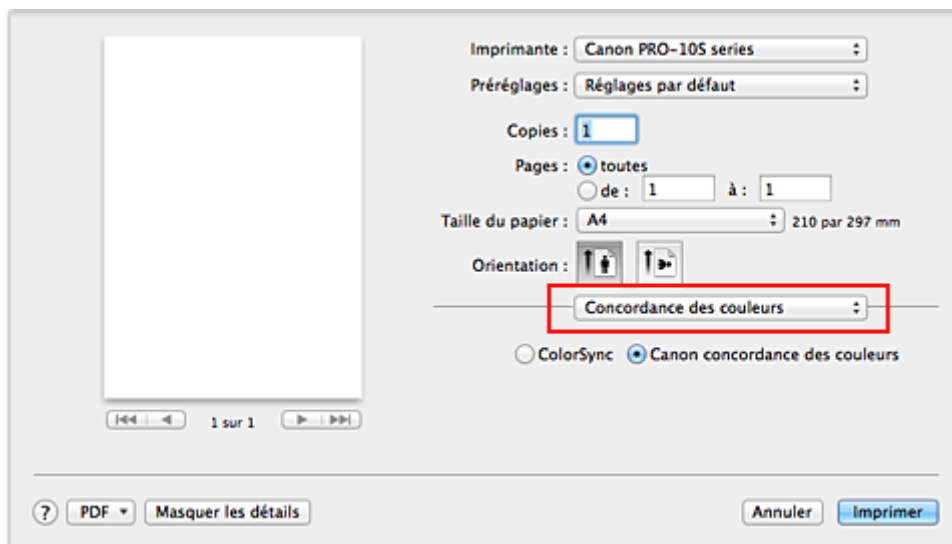 Imprimante : Canon PRO-10S series
Préréglages : Réglages par défaut
Copies : 1
Pages : toutes
de : 1 à : 1
Taille du papier : A4 210 par 297 mm
Orientation :
Concordance des couleurs
ColorSync Canon concordance des couleurs
1 sur 1
? PDF Masquer les détails Annuler Imprimer